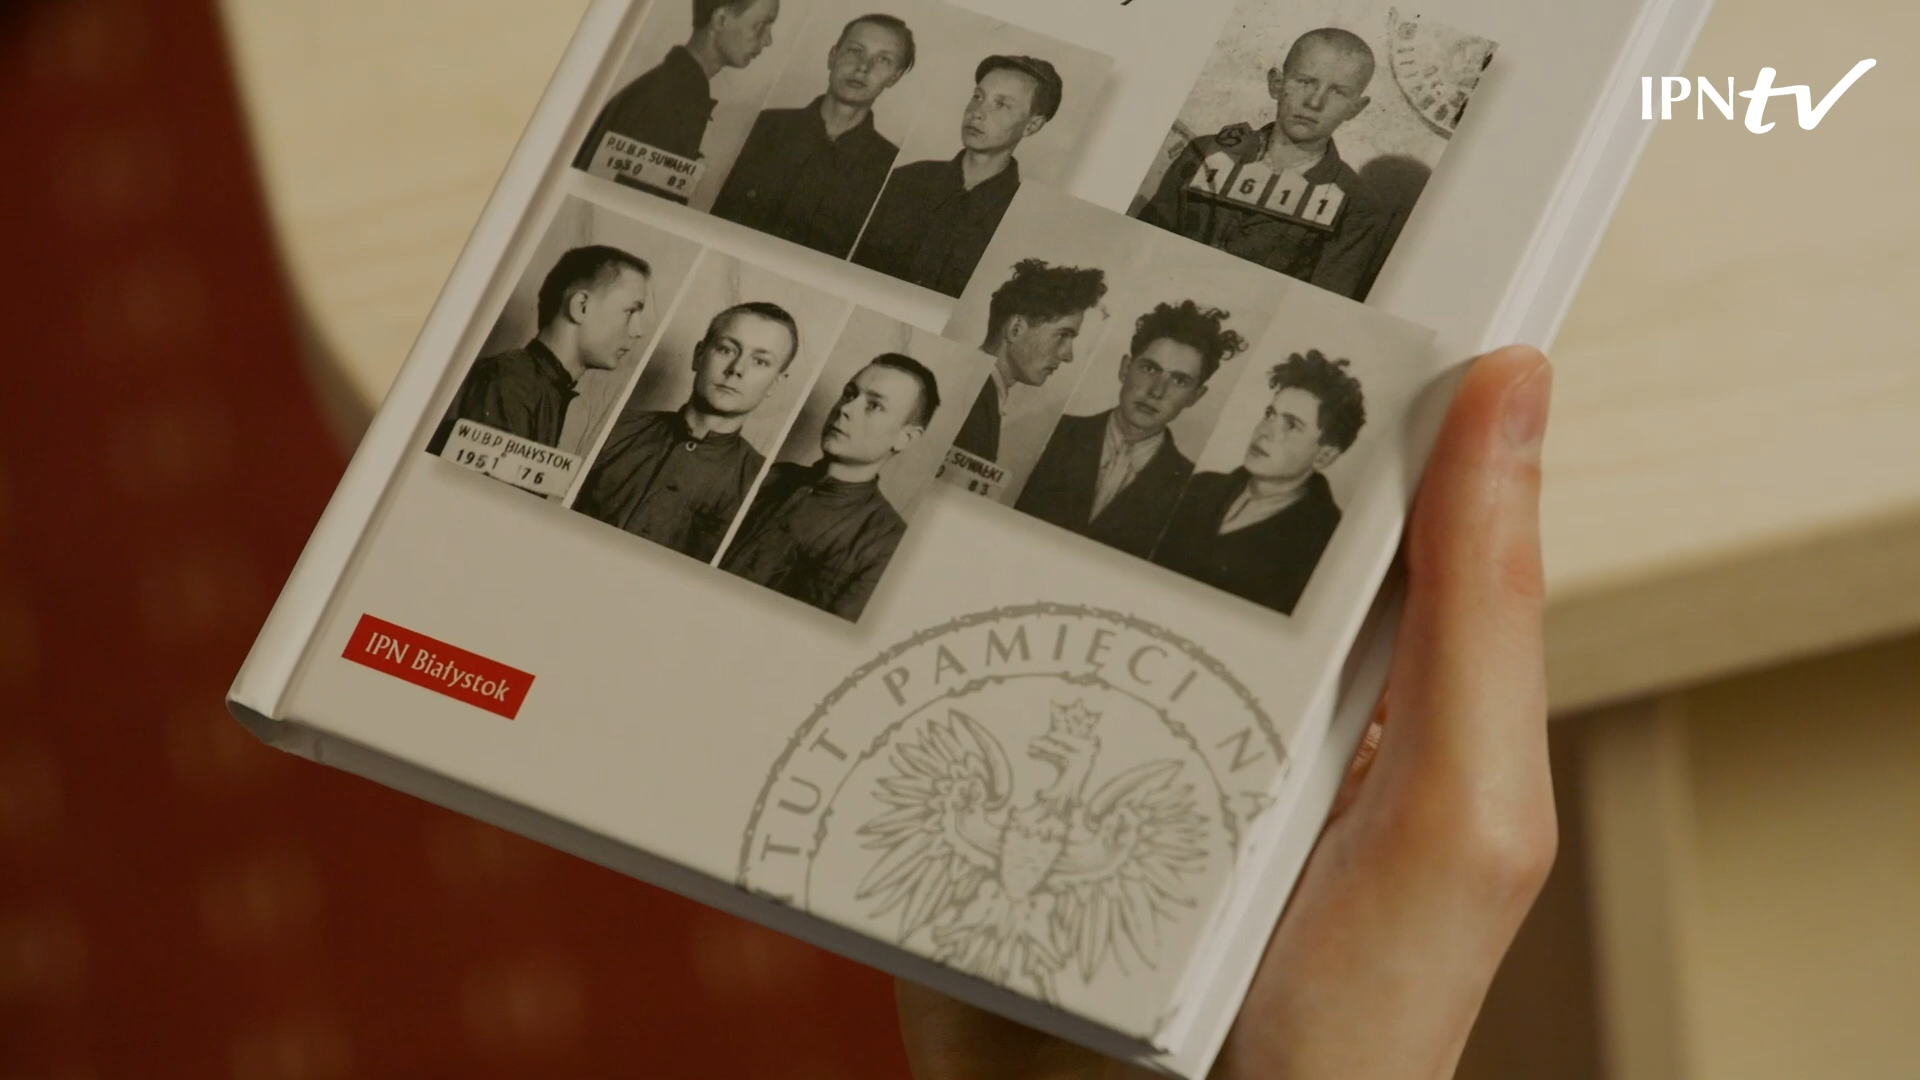 IPNtv
P.U.B.P. SUWAŁKI
1950 82
1611
W.U.B.P BIAŁYSTOK
1951 76
SUWAŁKI
83
IPN Białystok
TUT PAMIĘCI NA